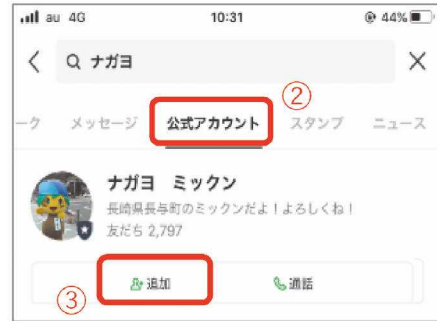 au 4G 10:31 44%
ナガヨ
ーク メッセージ 公式アカウント スタンプ ニュース
②
ナガヨ ミックン
長崎県長与町のミックンだよ!よろしくね!
友だち 2,797
追加 通話
③